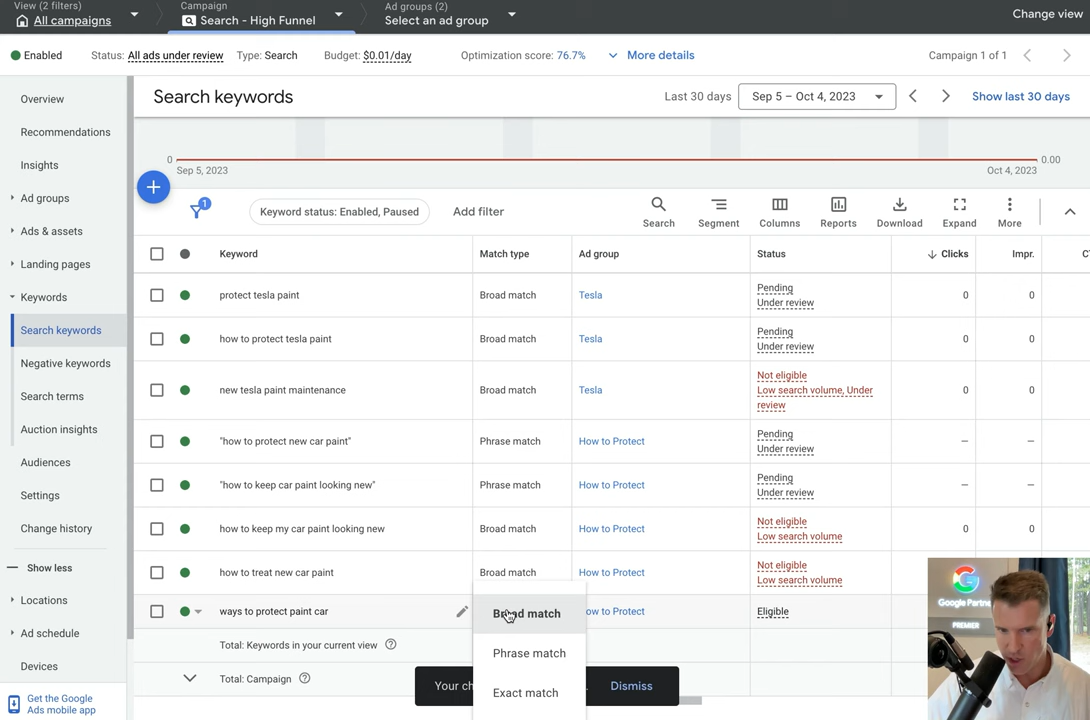 View (2 filters)
All campaigns
Campaign
Search - High Funnel
Ad groups (2)
Select an ad group
Change view
Enabled
Status: All ads under review
Type: Search
Budget: $0.01/day
Optimization score: 76.7%
More details
Campaign 1 of 1
Overview
Recommendations
Insights
Ad groups
Ads & assets
Landing pages
Keywords
Search keywords
Negative keywords
Search terms
Auction insights
Audiences
Settings
Change history
Show less
Locations
Ad schedule
Devices
Get the Google
Ads mobile app
Search keywords
Last 30 days
Sep 5 – Oct 4, 2023
Show last 30 days
0
0.00
Sep 5, 2023
Oct 4, 2023
1
Keyword status: Enabled, Paused
Add filter
Search
Segment
Columns
Reports
Download
Expand
More
Keyword
Match type
Ad group
Status
Clicks
Impr.
protect tesla paint
Broad match
Tesla
Pending
Under review
0
0
how to protect tesla paint
Broad match
Tesla
Pending
Under review
0
0
new tesla paint maintenance
Broad match
Tesla
Not eligible
Low search volume, Under
review
0
0
"how to protect new car paint"
Phrase match
How to Protect
Pending
Under review
–
–
"how to keep car paint looking new"
Phrase match
How to Protect
Pending
Under review
–
–
how to keep my car paint looking new
Broad match
How to Protect
Not eligible
Low search volume
0
0
how to treat new car paint
Broad match
How to Protect
Not eligible
Low search volume
ways to protect paint car
to Protect
Eligible
Broad match
Phrase match
Exact match
Total: Keywords in your current view
Total: Campaign
Your
Dismiss
Google Partner
PREMIER